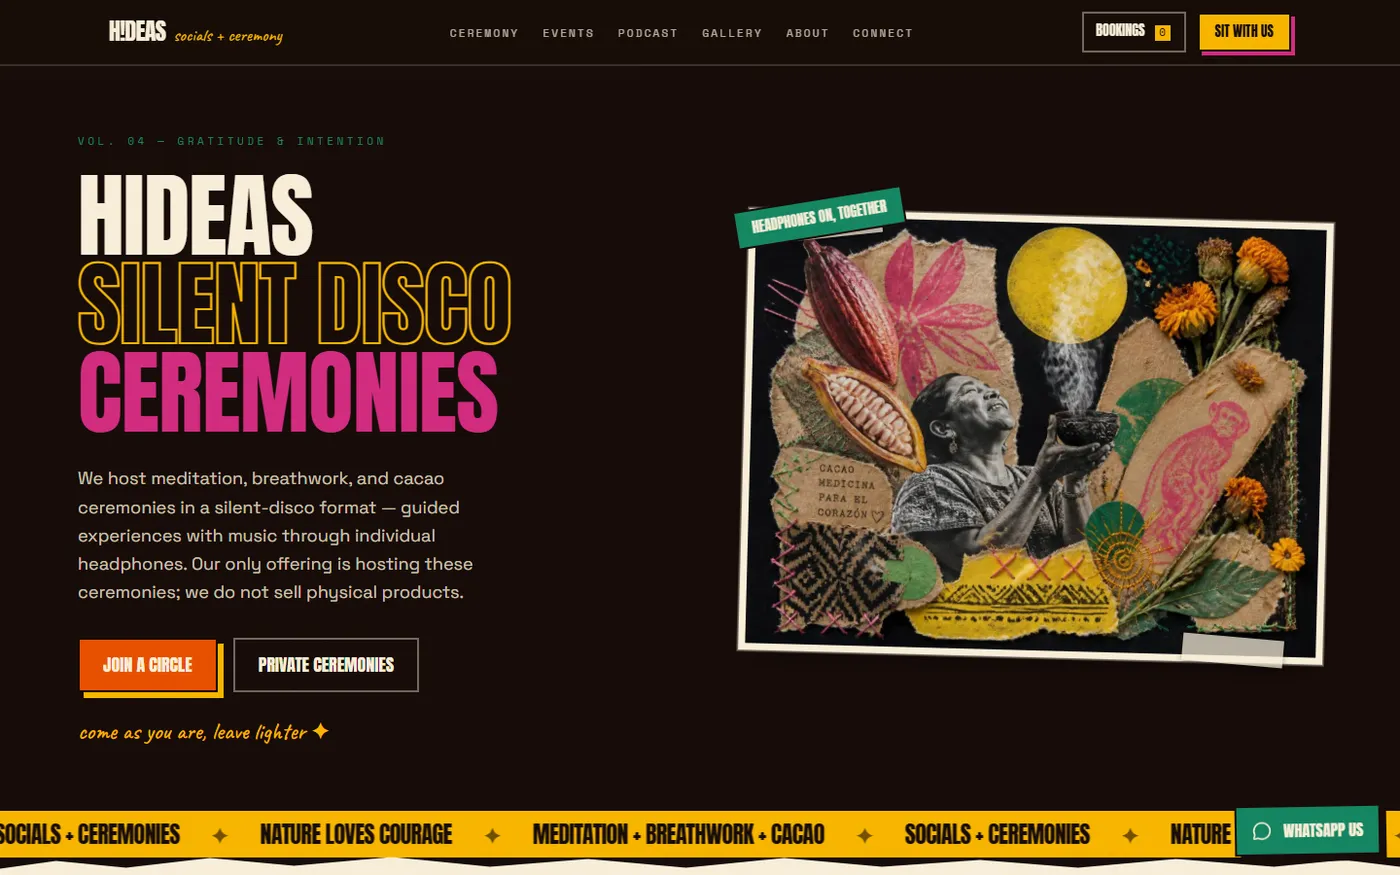 H!DEAS socials + ceremony
CEREMONY EVENTS PODCAST GALLERY ABOUT CONNECT
BOOKINGS 0
SIT WITH US
VOL. 04 — GRATITUDE & INTENTION
HIDEAS
SILENT DISCO
CEREMONIES
We host meditation, breathwork, and cacao
ceremonies in a silent-disco format — guided
experiences with music through individual
headphones. Our only offering is hosting these
ceremonies; we do not sell physical products.
JOIN A CIRCLE
PRIVATE CEREMONIES
come as you are, leave lighter ✦
HEADPHONES ON, TOGETHER
CACAO
MEDICINA
PARA EL
CORAZÓN ♡
SOCIALS + CEREMONIES ✦ NATURE LOVES COURAGE ✦ MEDITATION + BREATHWORK + CACAO ✦ SOCIALS + CEREMONIES ✦ NATURE
WHATSAPP US